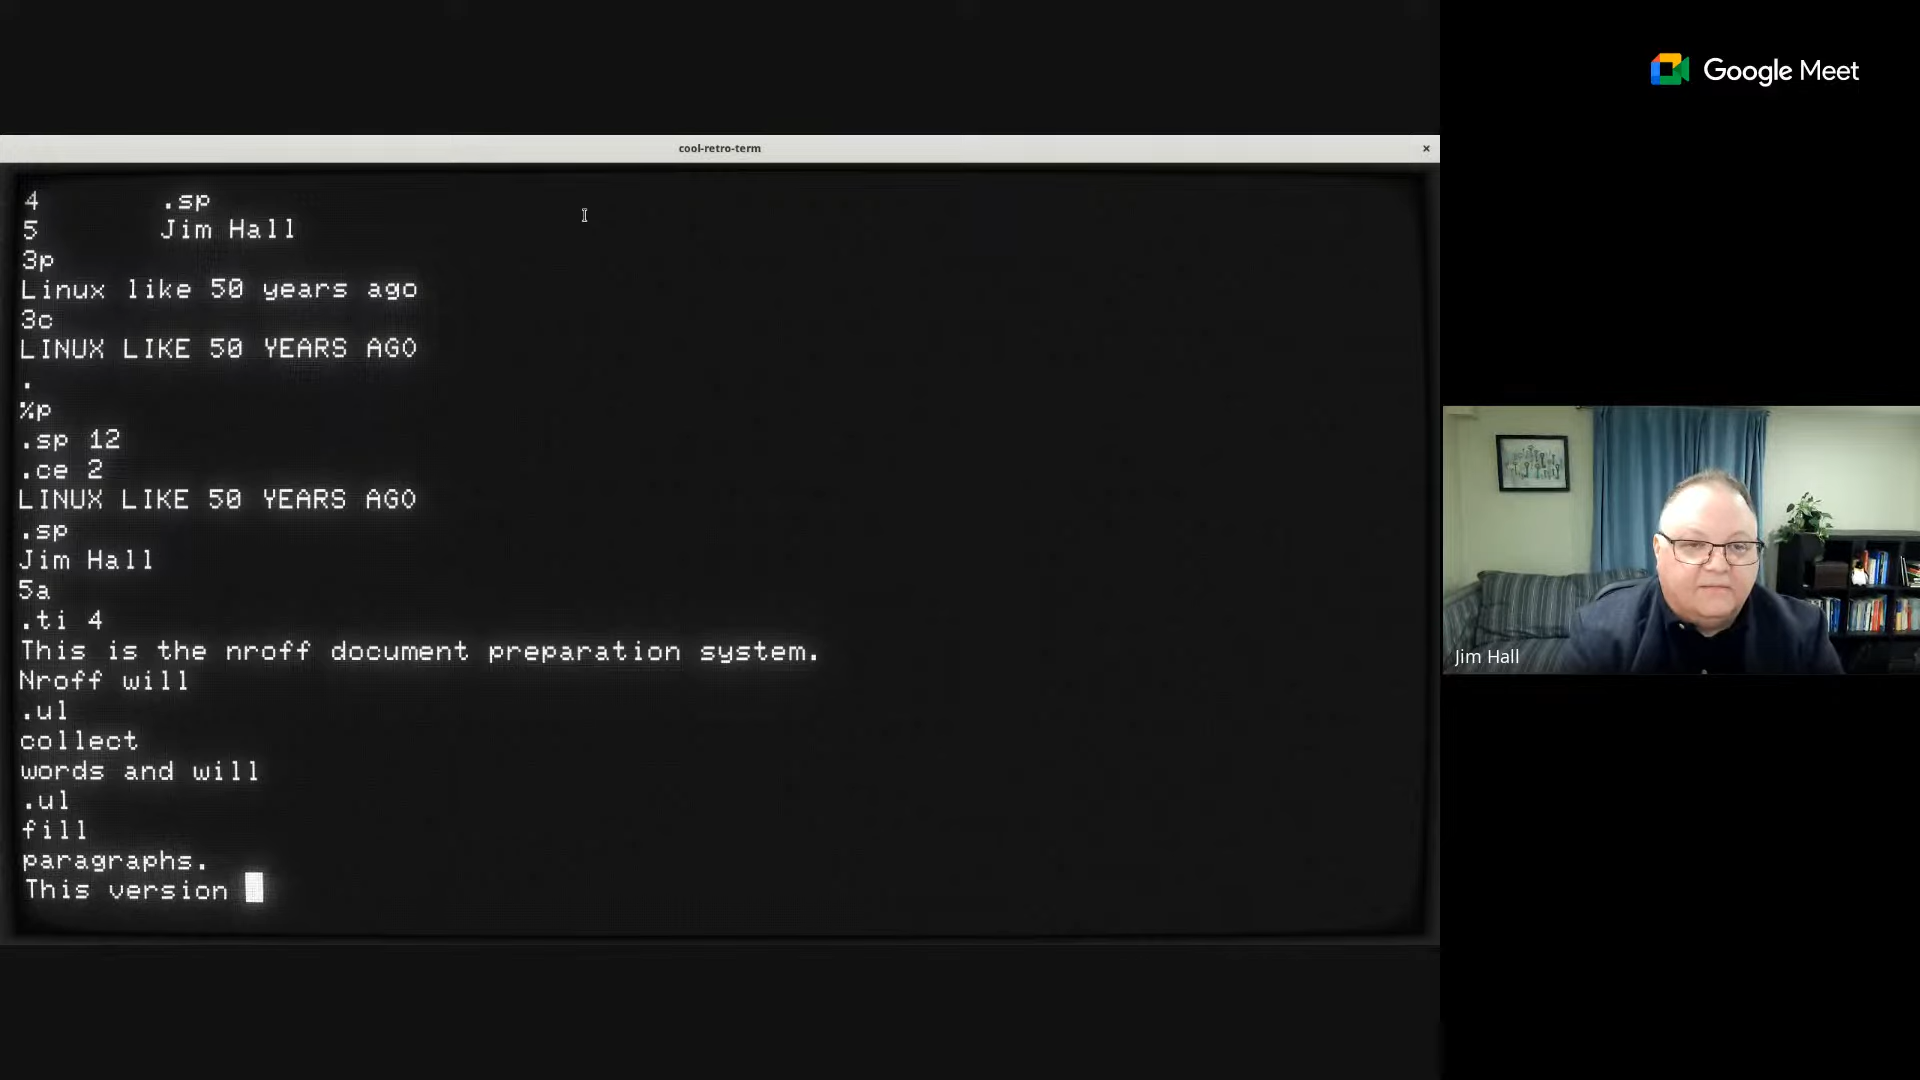 Google Meet
cool-retro-term
4 .sp
5 Jim Hall
3p
Linux like 50 years ago
3c
LINUX LIKE 50 YEARS AGO
.
%p
.sp 12
.ce 2
LINUX LIKE 50 YEARS AGO
.sp
Jim Hall
5a
.ti 4
This is the nroff document preparation system.
Nroff will
.ul
collect
words and will
.ul
fill
paragraphs.
This version
Jim Hall